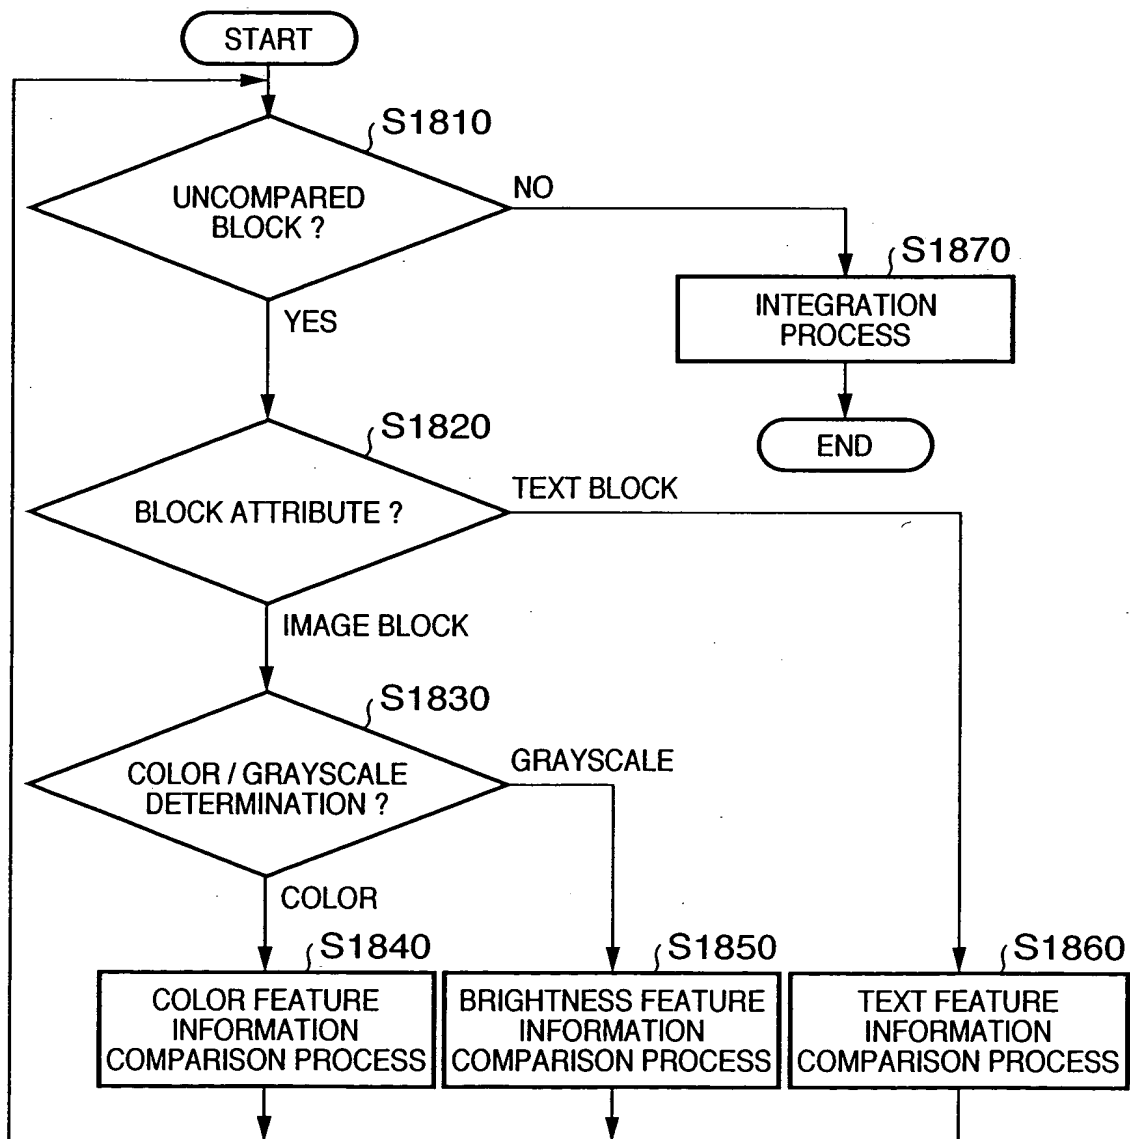 START
S1810
UNCOMPARED
BLOCK ?
NO
YES
S1870
INTEGRATION
PROCESS
END
S1820
BLOCK ATTRIBUTE ?
TEXT BLOCK
IMAGE BLOCK
S1830
COLOR / GRAYSCALE
DETERMINATION ?
GRAYSCALE
COLOR
S1840
COLOR FEATURE
INFORMATION
COMPARISON PROCESS
S1850
BRIGHTNESS FEATURE
INFORMATION
COMPARISON PROCESS
S1860
TEXT FEATURE
INFORMATION
COMPARISON PROCESS